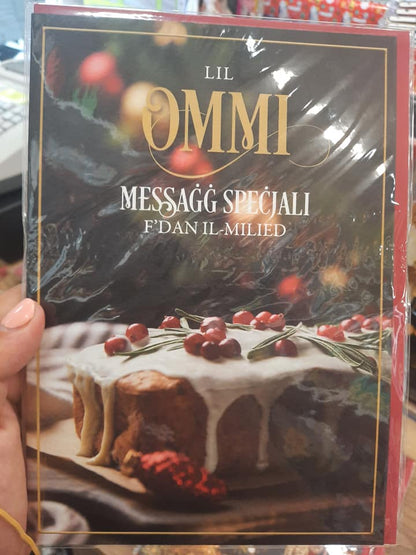 LIL
OMMI
MESSAĠĠ SPEĊJALI
F'DAN IL-MILIED